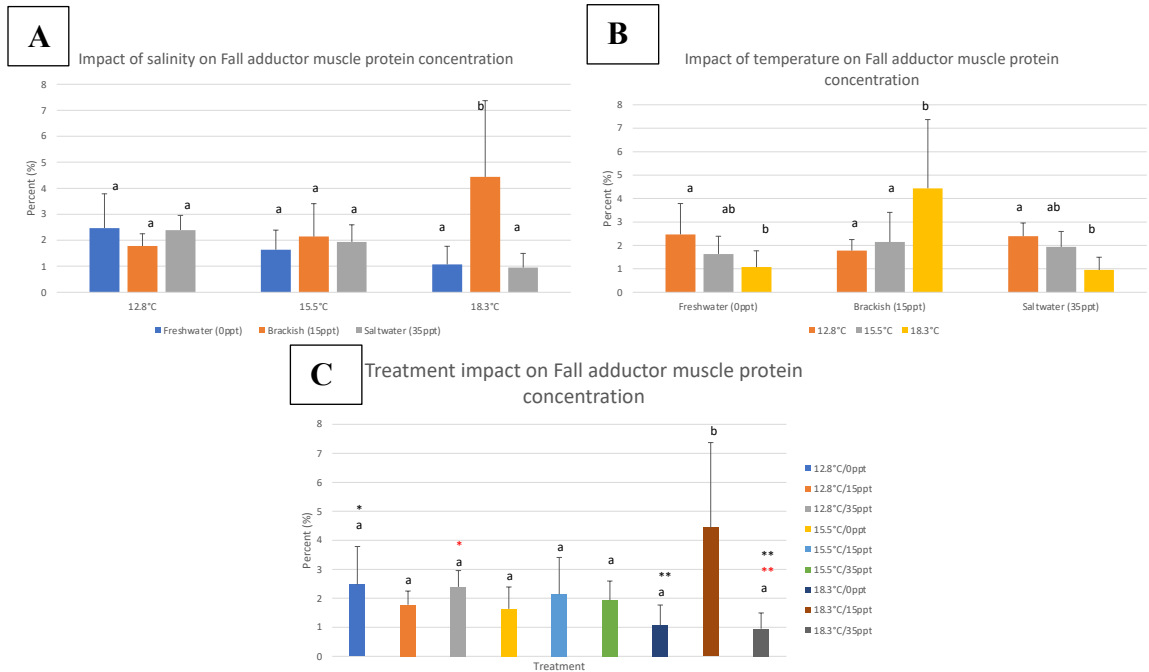 A
Impact of salinity on Fall adductor muscle protein concentration
Percent (%)
8
7
6
5
4
3
2
1
0
a
a
a
a
a
a
a
b
a
12.8°C
15.5°C
18.3°C
Freshwater (0ppt)
Brackish (15ppt)
Saltwater (35ppt)
B
Impact of temperature on Fall adductor muscle protein
concentration
Percent (%)
8
7
6
5
4
3
2
1
0
a
ab
b
a
a
b
a
ab
b
Freshwater (0ppt)
Brackish (15ppt)
Saltwater (35ppt)
12.8°C
15.5°C
18.3°C
C
Treatment impact on Fall adductor muscle protein
concentration
Percent (%)
8
7
6
5
4
3
2
1
0
*
a
a
*
a
a
a
a
**
a
b
**
**
a
Treatment
12.8°C/0ppt
12.8°C/15ppt
12.8°C/35ppt
15.5°C/0ppt
15.5°C/15ppt
15.5°C/35ppt
18.3°C/0ppt
18.3°C/15ppt
18.3°C/35ppt